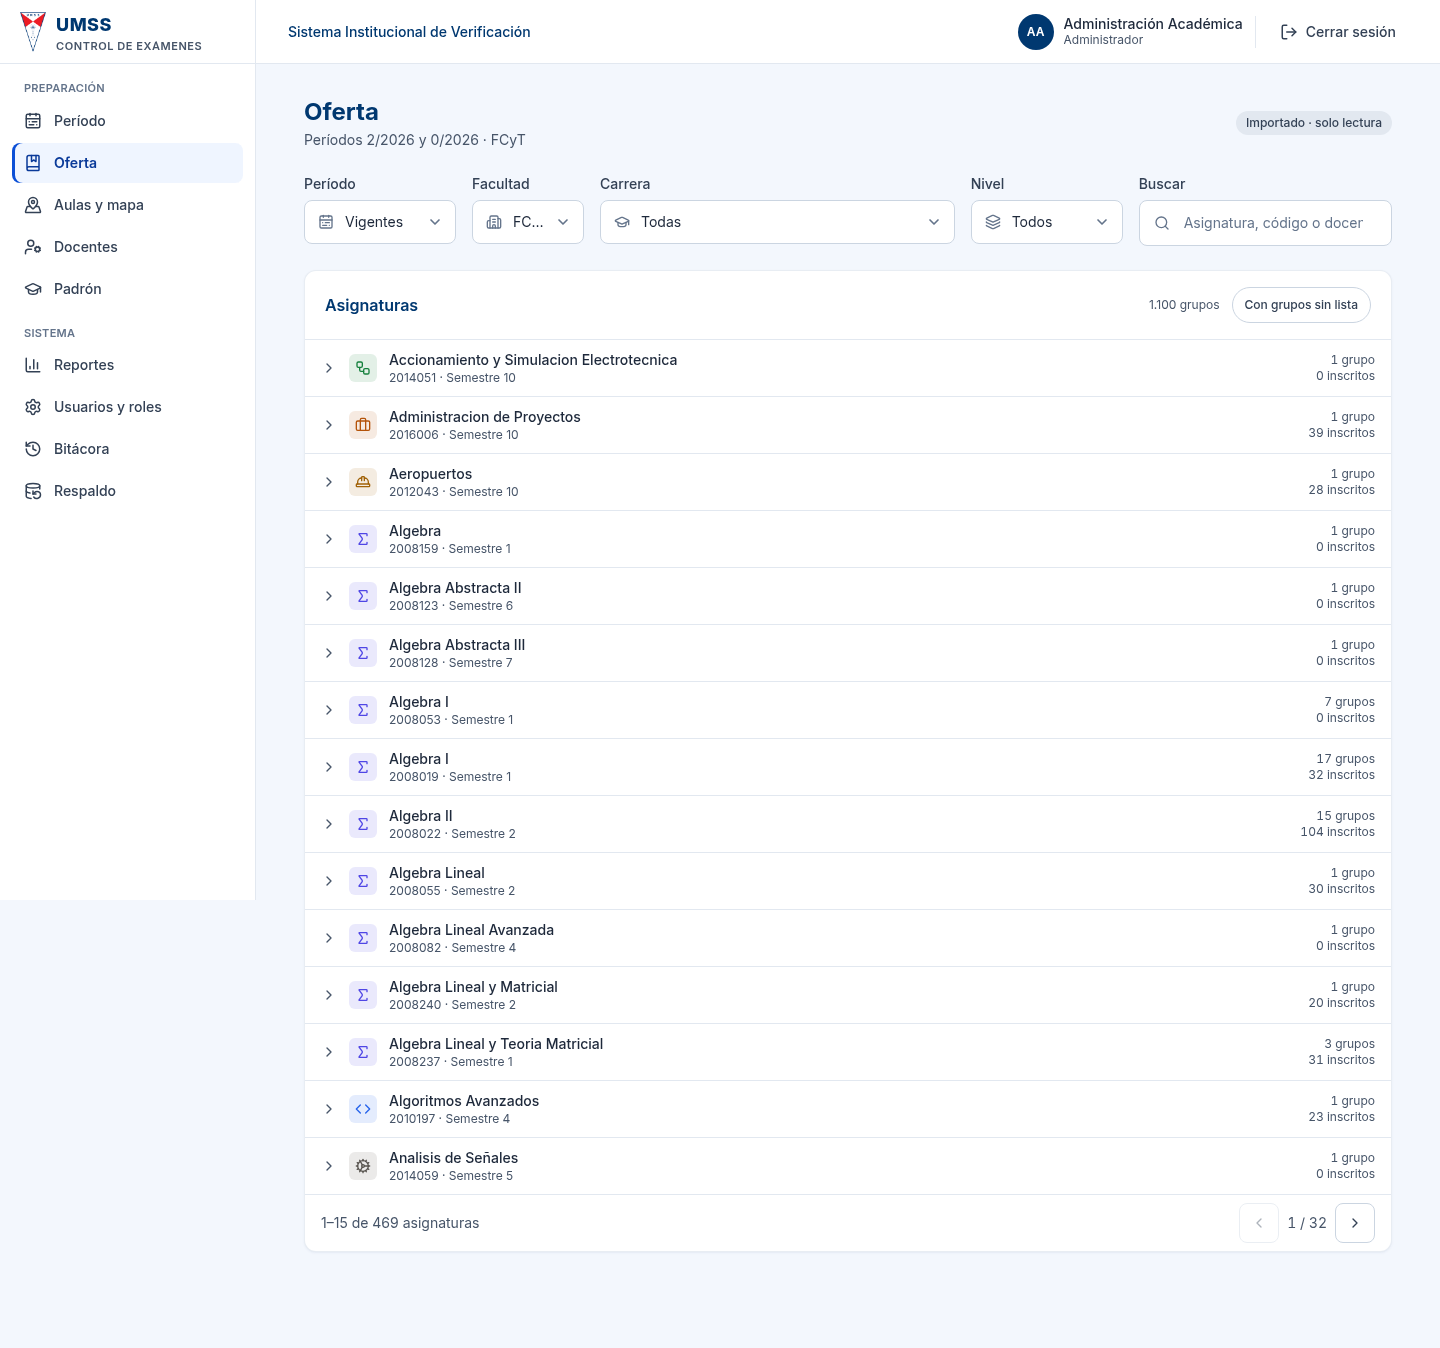 UMSS
CONTROL DE EXÁMENES
Sistema Institucional de Verificación
AA
Administración Académica
Administrador
Cerrar sesión
PREPARACIÓN
Período
Oferta
Aulas y mapa
Docentes
Padrón
SISTEMA
Reportes
Usuarios y roles
Bitácora
Respaldo
Oferta
Períodos 2/2026 y 0/2026 · FCyT
Importado · solo lectura
Período
Facultad
Carrera
Nivel
Buscar
Vigentes
FC...
Todas
Todos
Asignatura, código o docer
Asignaturas
1.100 grupos
Con grupos sin lista
Accionamiento y Simulacion Electrotecnica
2014051 · Semestre 10
1 grupo
0 inscritos
Administracion de Proyectos
2016006 · Semestre 10
1 grupo
39 inscritos
Aeropuertos
2012043 · Semestre 10
1 grupo
28 inscritos
Algebra
2008159 · Semestre 1
1 grupo
0 inscritos
Algebra Abstracta II
2008123 · Semestre 6
1 grupo
0 inscritos
Algebra Abstracta III
2008128 · Semestre 7
1 grupo
0 inscritos
Algebra I
2008053 · Semestre 1
7 grupos
0 inscritos
Algebra I
2008019 · Semestre 1
17 grupos
32 inscritos
Algebra II
2008022 · Semestre 2
15 grupos
104 inscritos
Algebra Lineal
2008055 · Semestre 2
1 grupo
30 inscritos
Algebra Lineal Avanzada
2008082 · Semestre 4
1 grupo
0 inscritos
Algebra Lineal y Matricial
2008240 · Semestre 2
1 grupo
20 inscritos
Algebra Lineal y Teoria Matricial
2008237 · Semestre 1
3 grupos
31 inscritos
Algoritmos Avanzados
2010197 · Semestre 4
1 grupo
23 inscritos
Analisis de Señales
2014059 · Semestre 5
1 grupo
0 inscritos
1–15 de 469 asignaturas
1 / 32